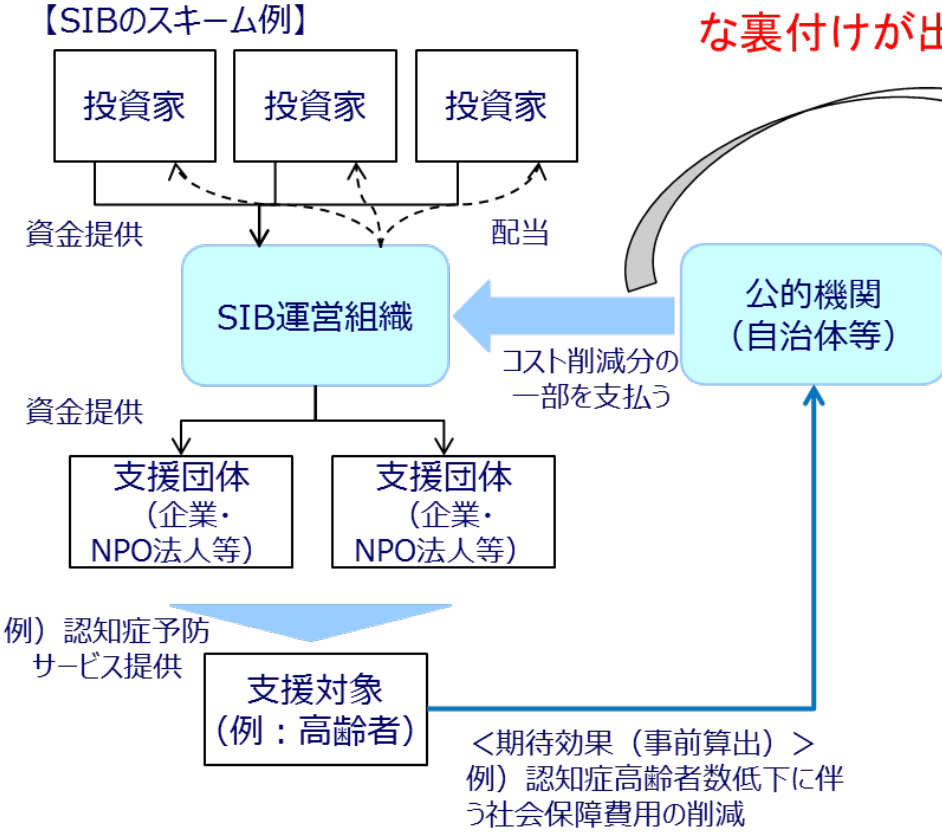 【SIBのスキーム例】
な裏付けが出
投資家
投資家
投資家
資金提供
配当
SIB運営組織
公的機関
（自治体等）
コスト削減分の
一部を支払う
資金提供
支援団体
（企業・
NPO法人等）
支援団体
（企業・
NPO法人等）
例）認知症予防
サービス提供
支援対象
（例：高齢者）
＜期待効果（事前算出）＞
例）認知症高齢者数低下に伴
う社会保障費用の削減